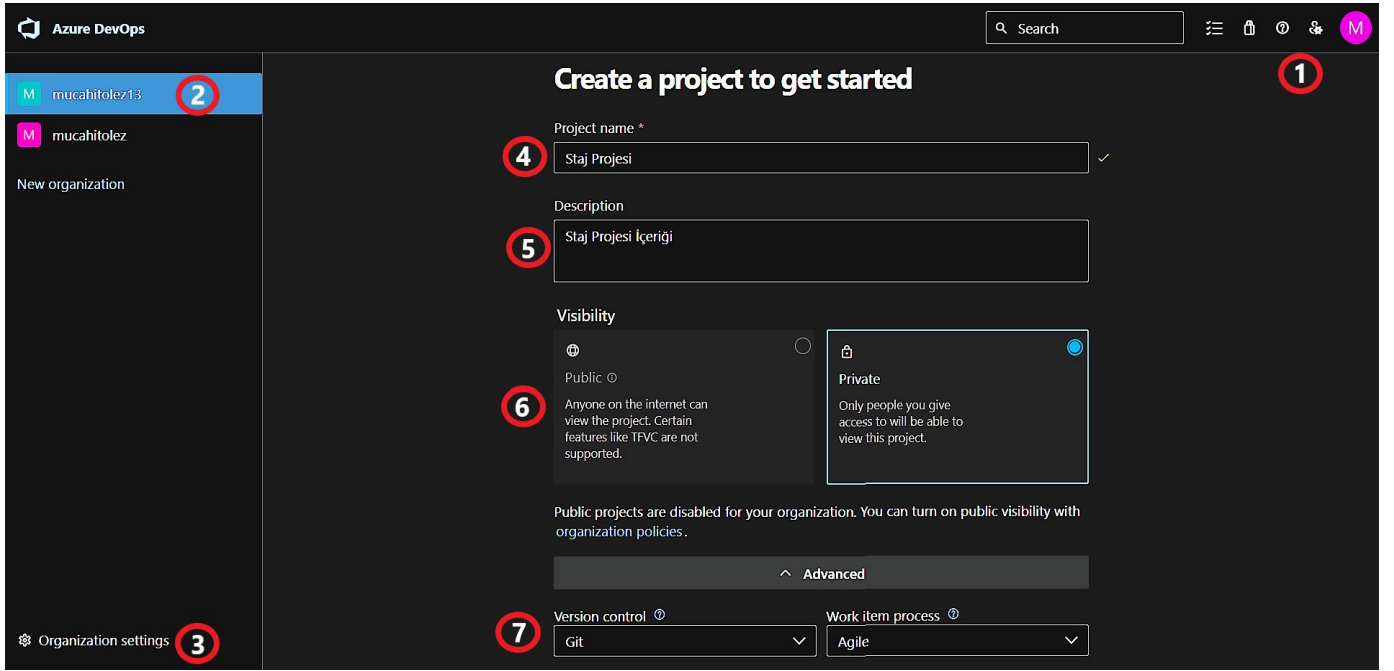 Azure DevOps
Search
M
1
M mucahitolez13 2
M mucahitolez
New organization
Organization settings 3
Create a project to get started
Project name *
4 Staj Projesi
Description
5 Staj Projesi İçeriği
Visibility
6
Public
Anyone on the internet can
view the project. Certain
features like TFVC are not
supported.
Private
Only people you give
access to will be able to
view this project.
Public projects are disabled for your organization. You can turn on public visibility with
organization policies.
Advanced
Version control
7 Git
Work item process
Agile